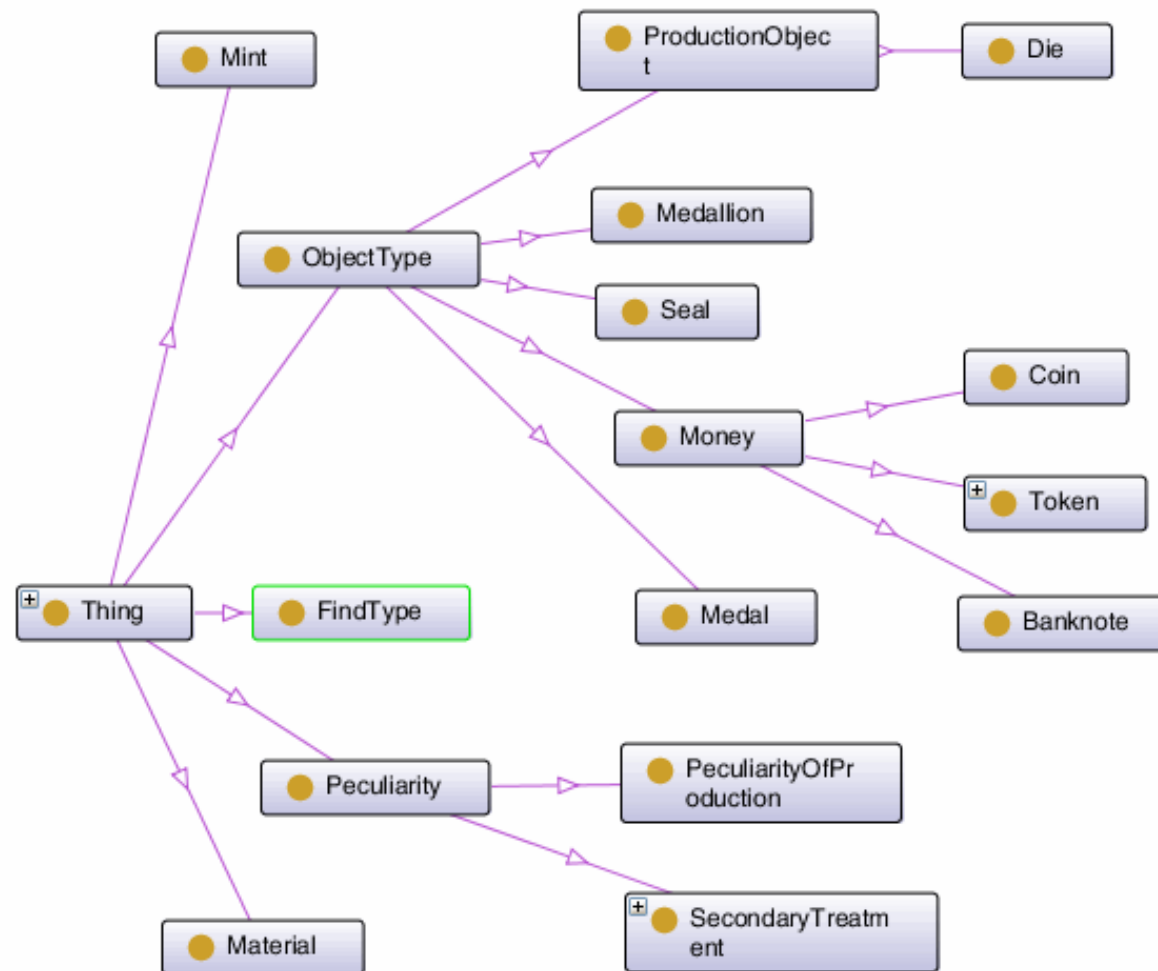 Mint
ProductionObjec
t
Die
Medallion
ObjectType
Seal
Coin
Money
Token
Thing
FindType
Medal
Banknote
Peculiarity
PeculiarityOfPr
oduction
SecondaryTreatm
ent
Material